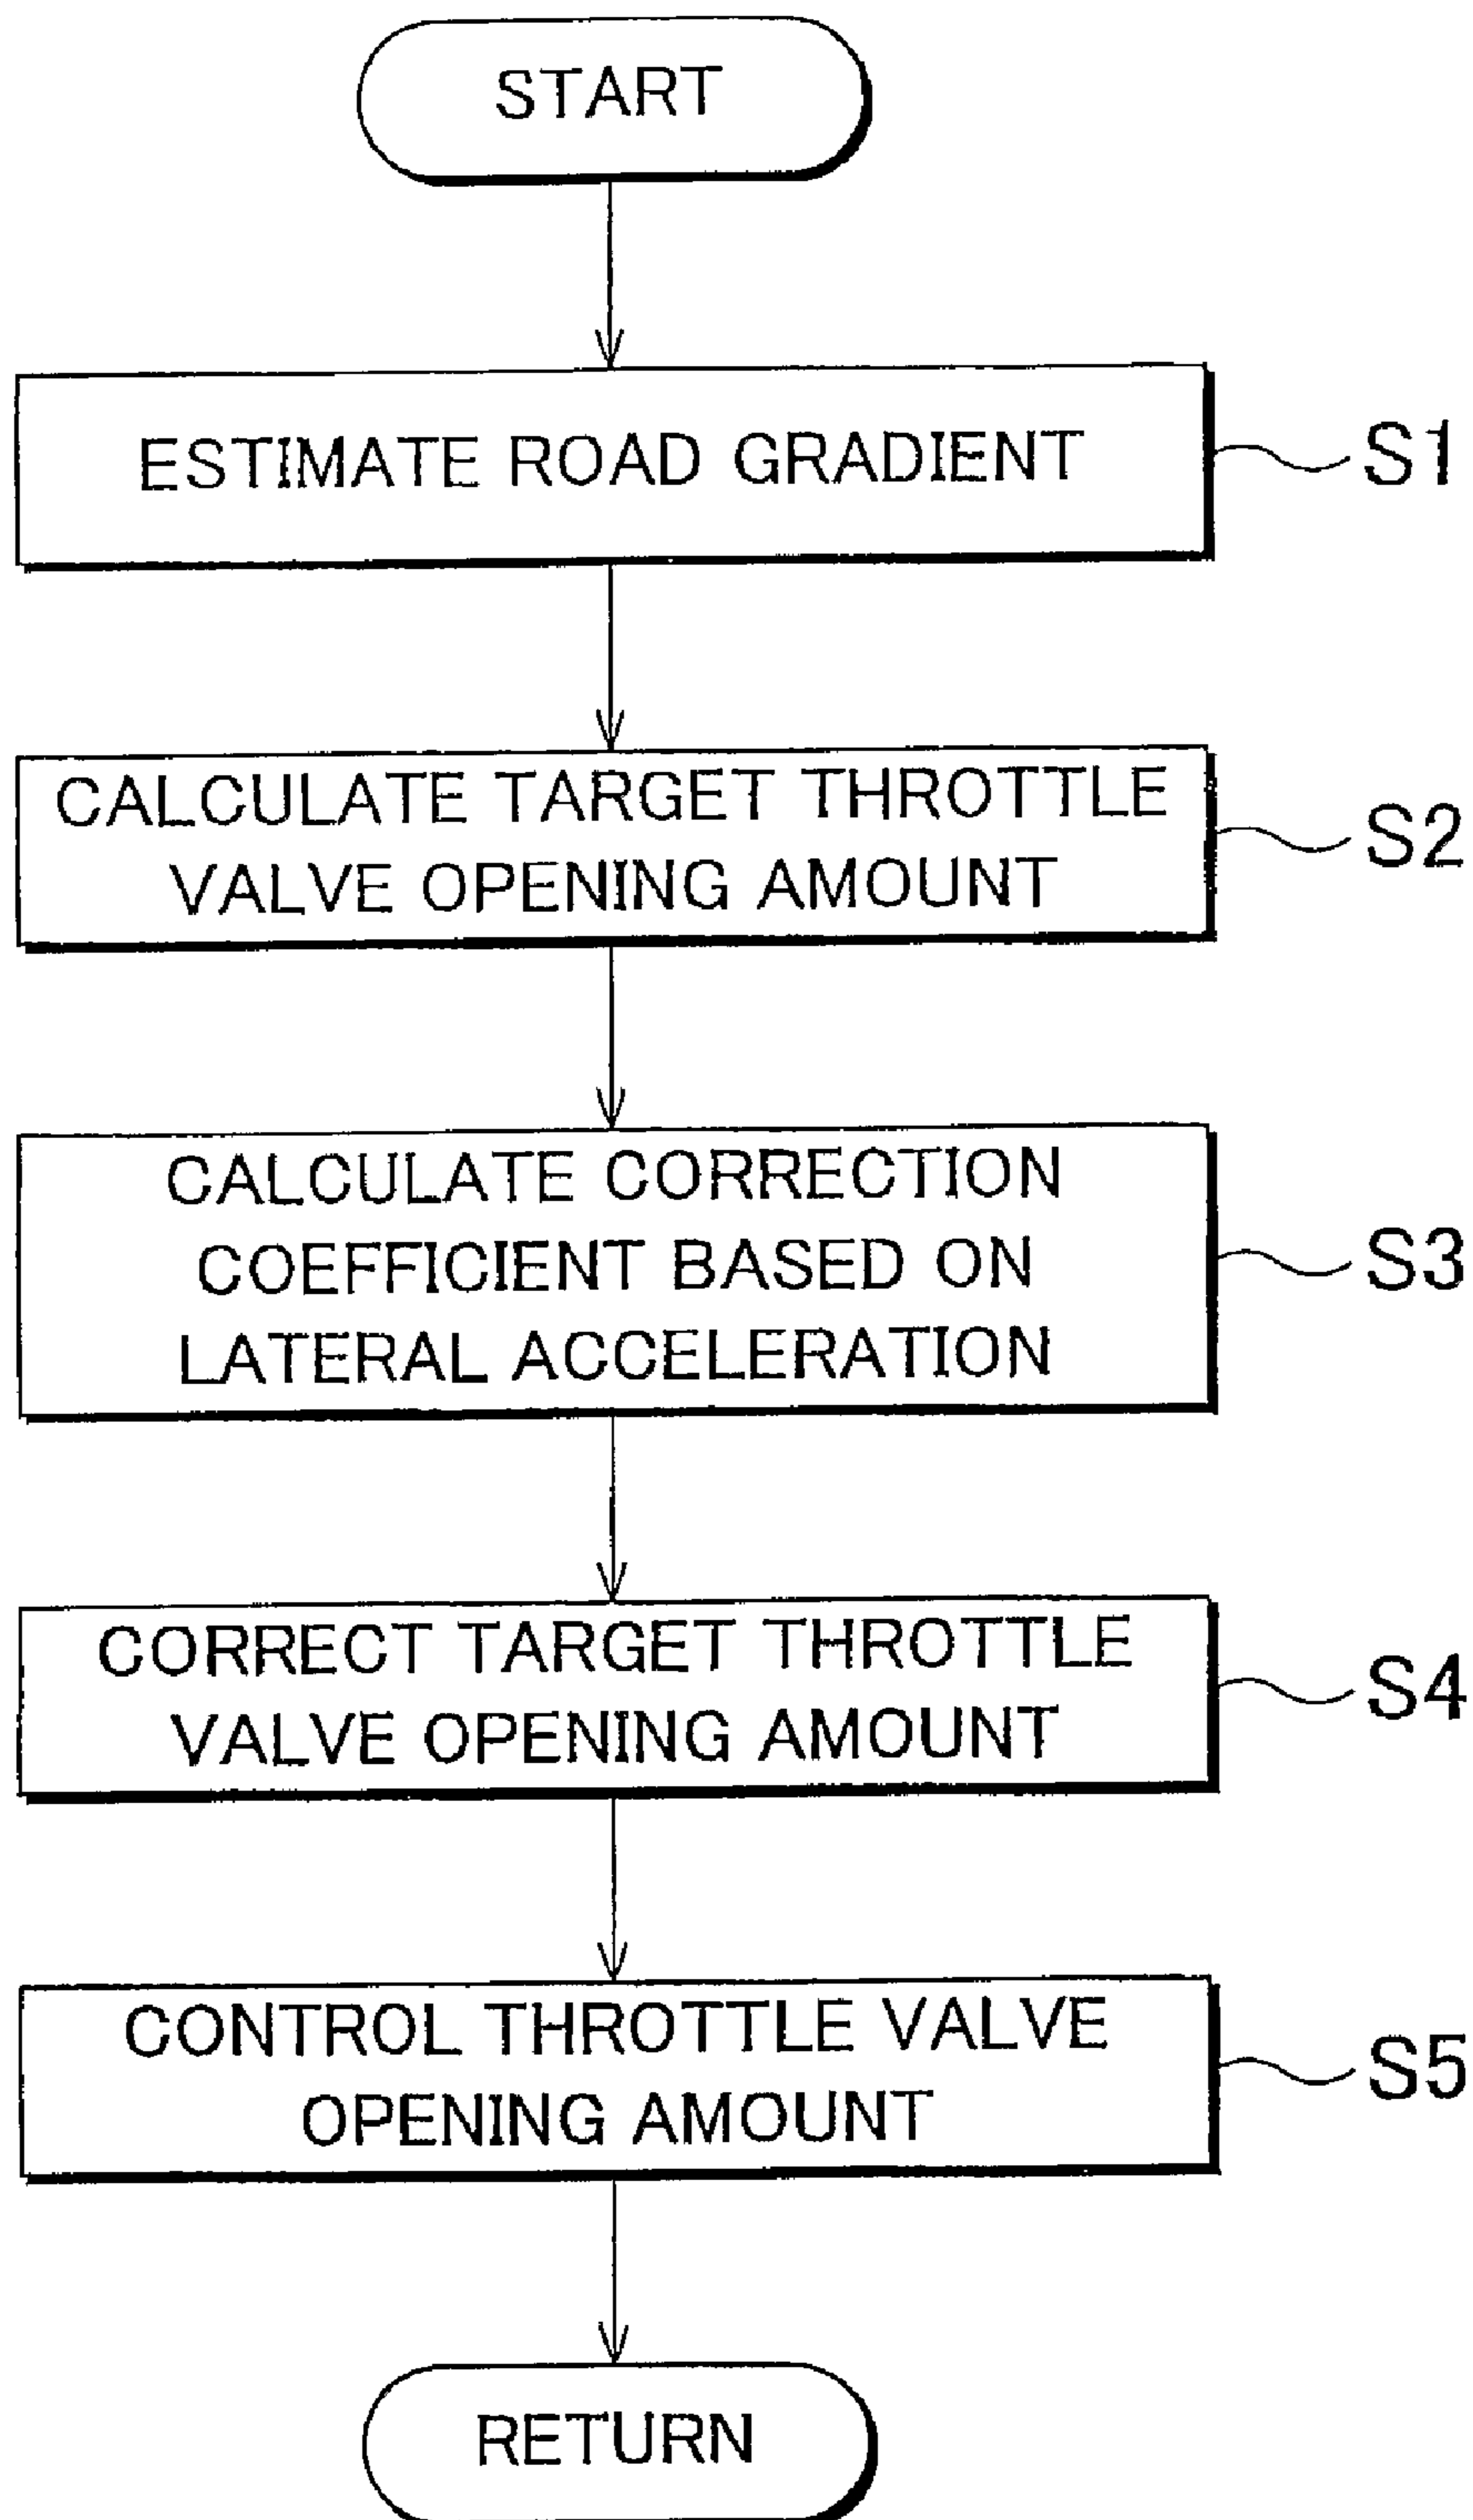 START
ESTIMATE ROAD GRADIENT
S1
CALCULATE TARGET THROTTLE
VALVE OPENING AMOUNT
S2
CALCULATE CORRECTION
COEFFICIENT BASED ON
LATERAL ACCELERATION
S3
CORRECT TARGET THROTTLE
VALVE OPENING AMOUNT
S4
CONTROL THROTTLE VALVE
OPENING AMOUNT
S5
RETURN